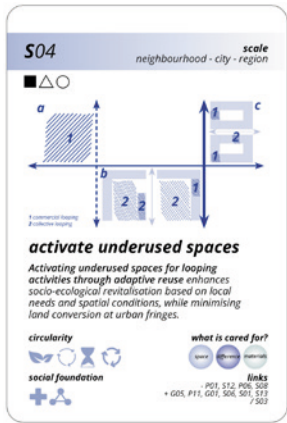 S04
scale
neighbourhood - city - region
a
1
c
1
2
1
b
2
2
2
1
1 commercial looping
2 collective looping
activate underused spaces
Activating underused spaces for looping
activities through adaptive reuse enhances
socio-ecological revitalisation based on local
needs and spatial conditions, while minimising
land conversion at urban fringes.
circularity
what is cared for?
space
difference
materials
social foundation
links
- P01, S12, P06, S08
+ G05, P11, G01, S06, S01, S13
/ S03